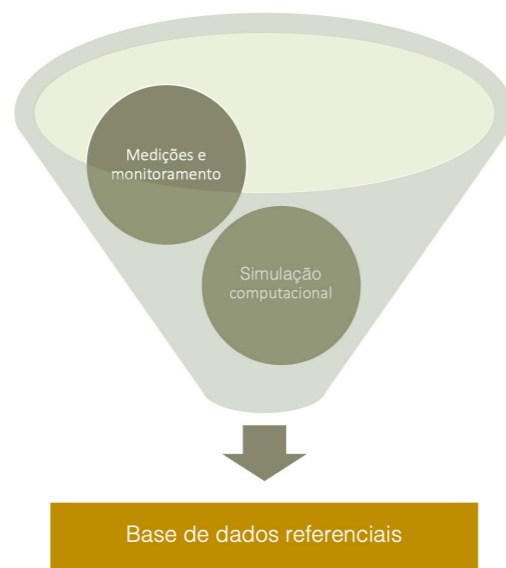 Medições e
monitoramento
Simulação
computacional
Base de dados referenciais